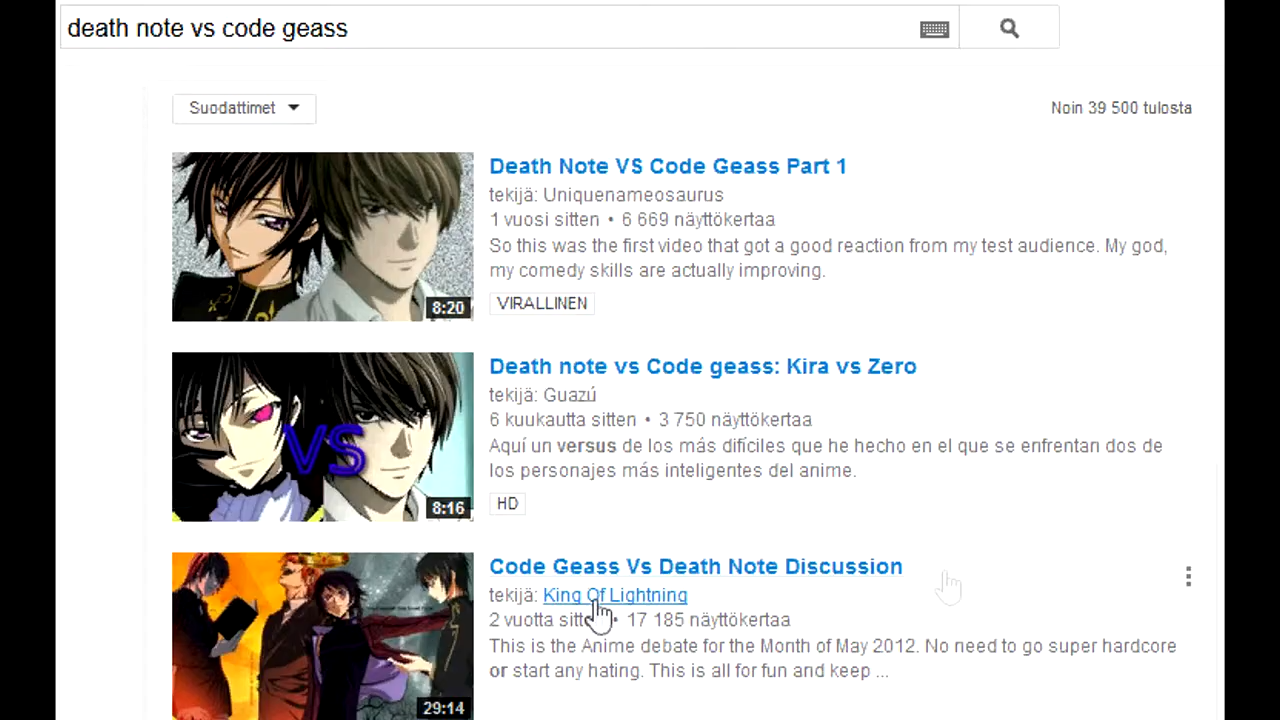 death note vs code geass
Suodattimet
Noin 39 500 tulosta
Death Note VS Code Geass Part 1
tekijä: Uniquenameosaurus
1 vuosi sitten • 6 669 näyttökertaa
So this was the first video that got a good reaction from my test audience. My god,
my comedy skills are actually improving.
8:20
VIRALLINEN
Death note vs Code geass: Kira vs Zero
tekijä: Guazú
6 kuukautta sitten • 3 750 näyttökertaa
Aquí un versus de los más difíciles que he hecho en el que se enfrentan dos de
los personajes más inteligentes del anime.
VS
8:16
HD
Code Geass Vs Death Note Discussion
tekijä: King Of Lightning
2 vuotta • 17 185 näyttökertaa
This is the Anime debate for the Month of May 2012. No need to go super hardcore
or start any hating. This is all for fun and keep ...
29:14